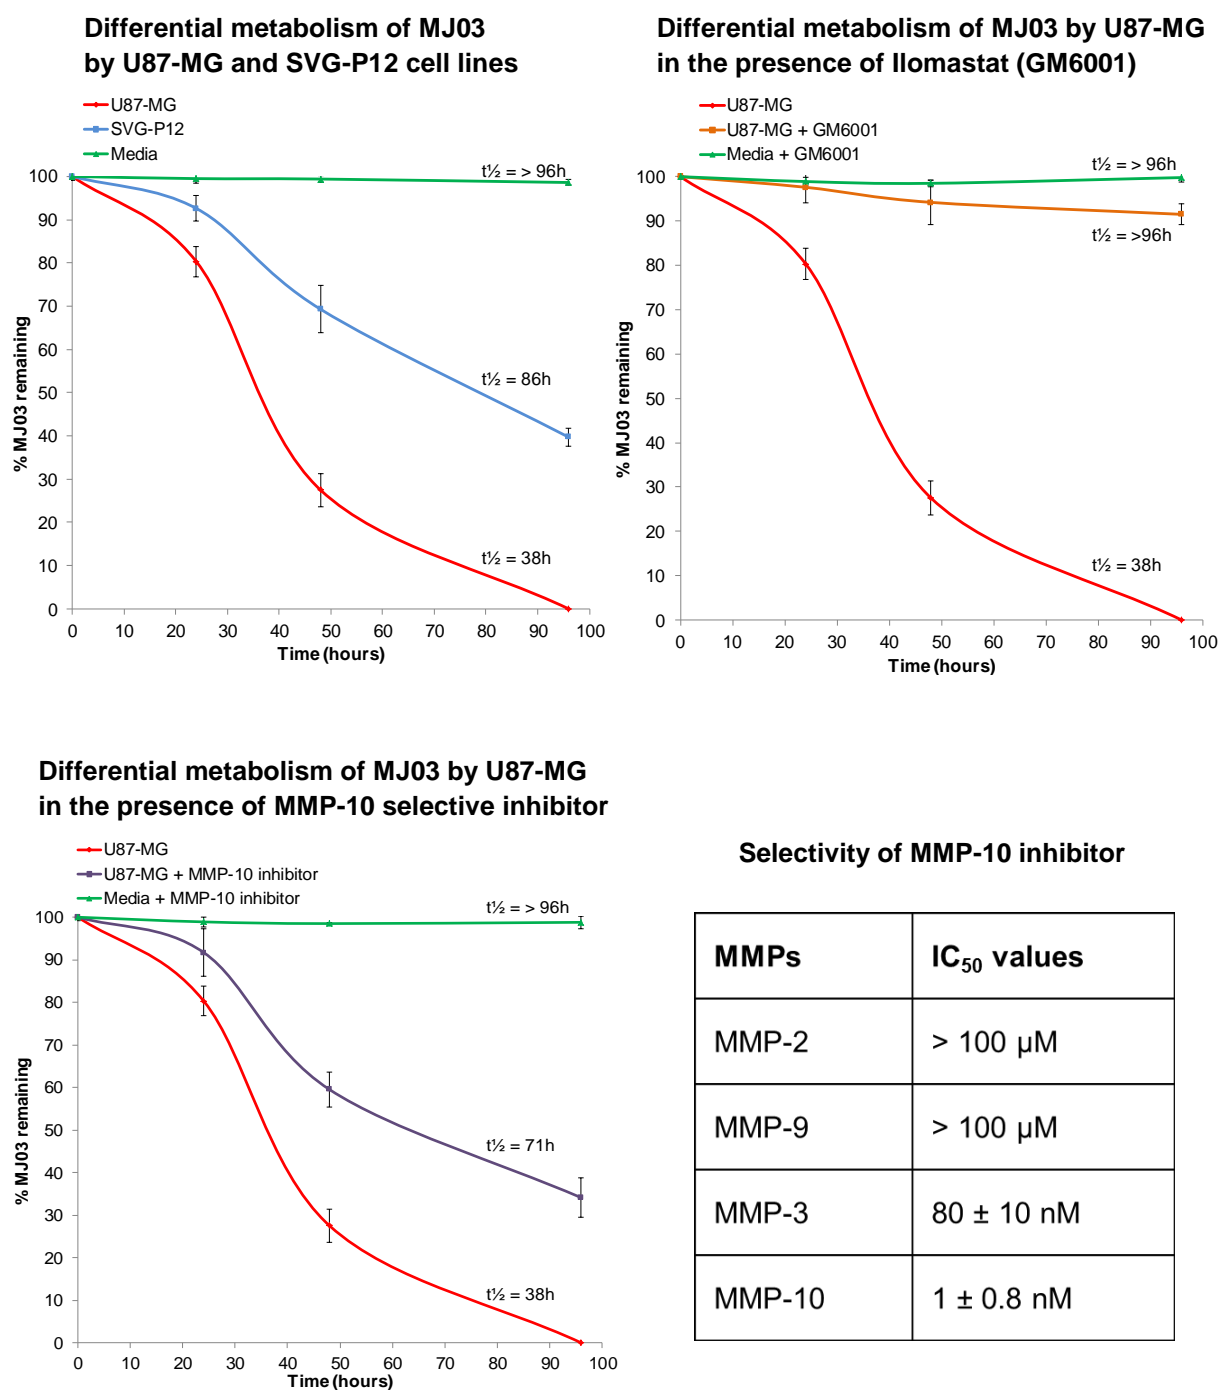 Differential metabolism of MJ03
by U87-MG and SVG-P12 cell lines
U87-MG
SVG-P12
Media
100
90
80
70
60
50
40
30
20
10
0
% MJ03 remaining
t½ = > 96h
t½ = 86h
t½ = 38h
0 10 20 30 40 50 60 70 80 90 100
Time (hours)
Differential metabolism of MJ03 by U87-MG
in the presence of Ilomastat (GM6001)
U87-MG
U87-MG + GM6001
Media + GM6001
100
90
80
70
60
50
40
30
20
10
0
% MJ03 remaining
t½ = > 96h
t½ = >96h
t½ = 38h
0 10 20 30 40 50 60 70 80 90 100
Time (hours)
Differential metabolism of MJ03 by U87-MG
in the presence of MMP-10 selective inhibitor
U87-MG
U87-MG + MMP-10 inhibitor
Media + MMP-10 inhibitor
100
90
80
70
60
50
40
30
20
10
0
% MJ03 remaining
t½ = > 96h
t½ = 71h
t½ = 38h
0 10 20 30 40 50 60 70 80 90 100
Time (hours)
Selectivity of MMP-10 inhibitor
MMPs IC₅₀ values
MMP-2 > 100 µM
MMP-9 > 100 µM
MMP-3 80 ± 10 nM
MMP-10 1 ± 0.8 nM